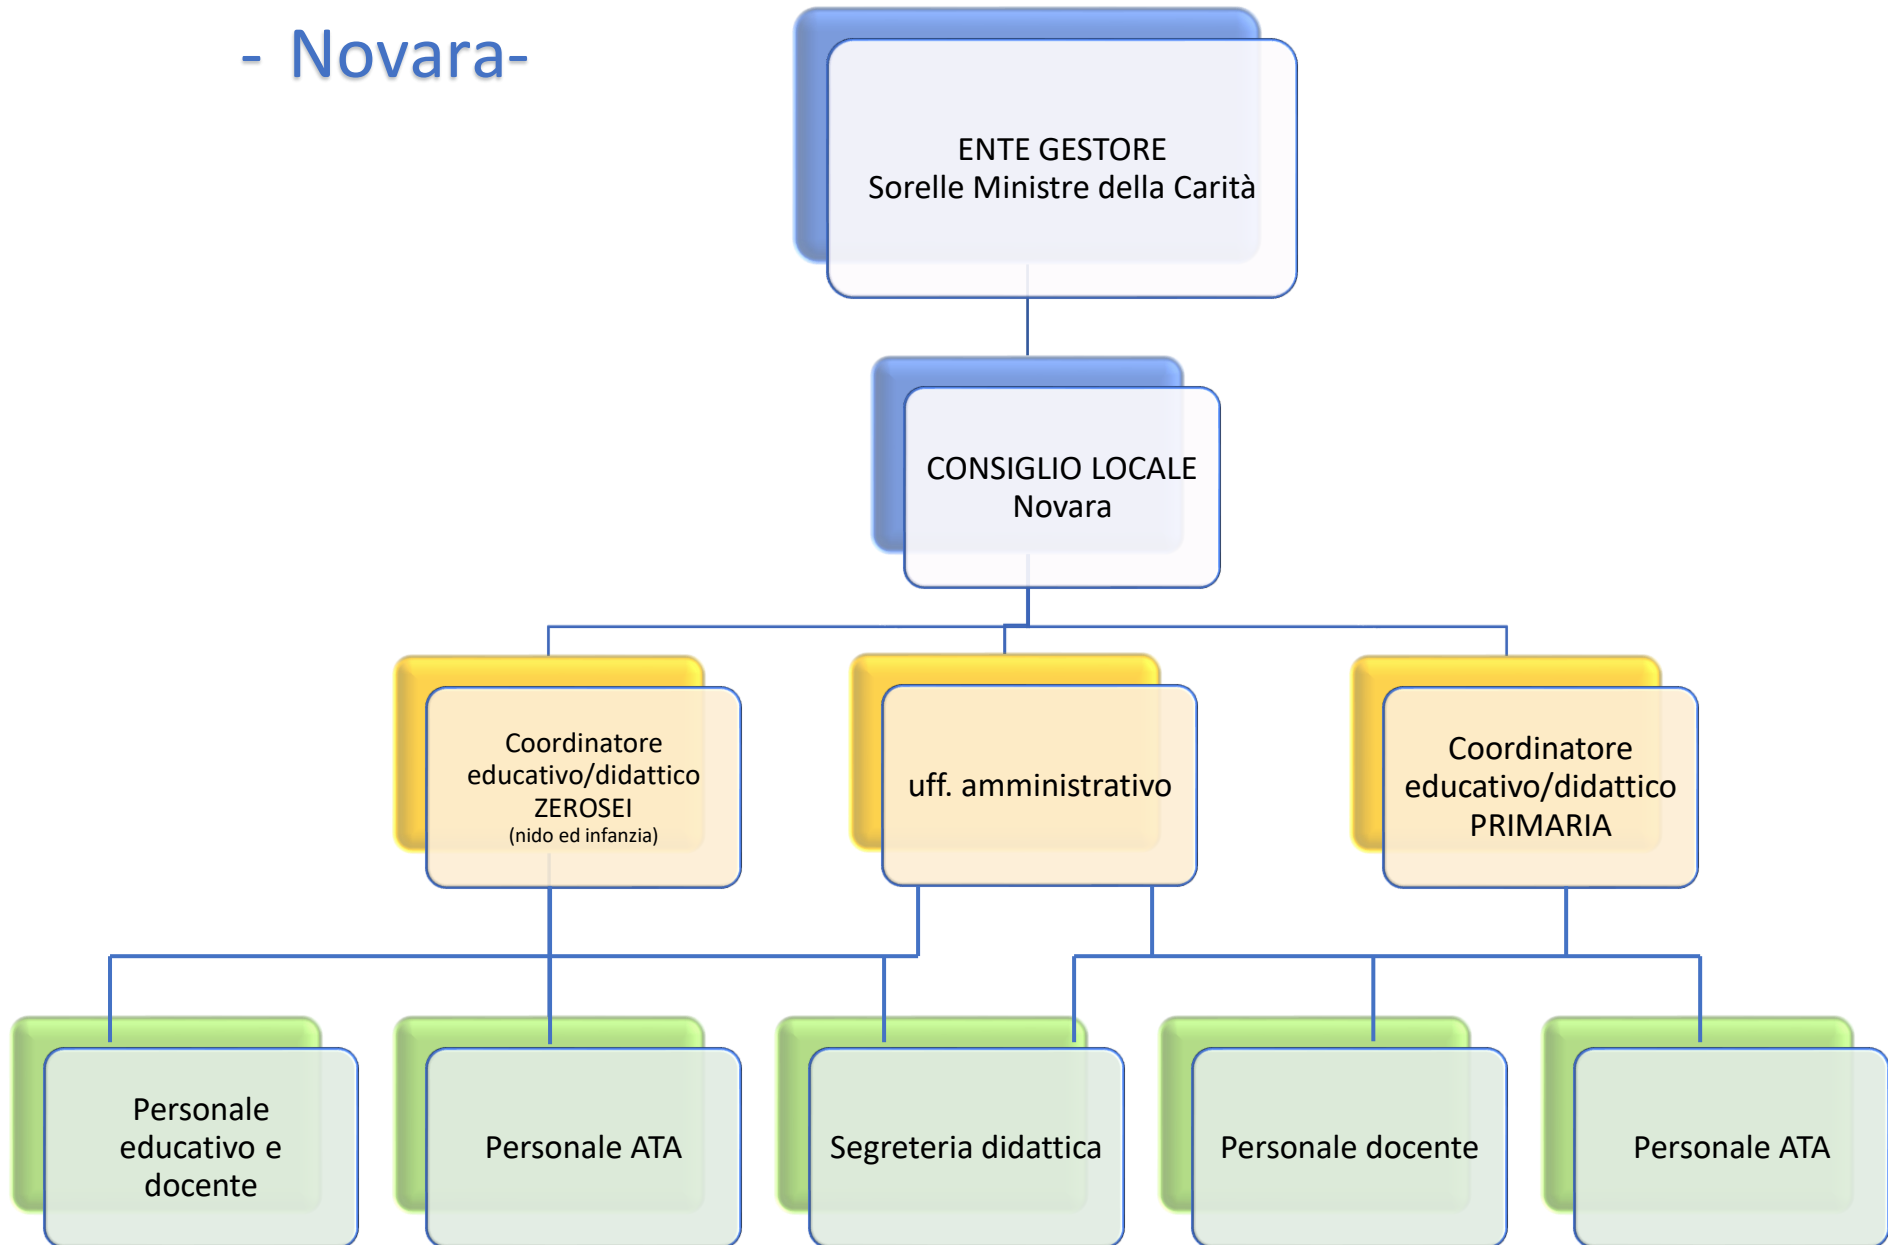 - Novara-
ENTE GESTORE
Sorelle Ministre della Carità
CONSIGLIO LOCALE
Novara
Coordinatore
educativo/didattico
ZEROSEI
(nido ed infanzia)
uff. amministrativo
Coordinatore
educativo/didattico
PRIMARIA
Personale
educativo e
docente
Personale ATA
Segreteria didattica
Personale docente
Personale ATA